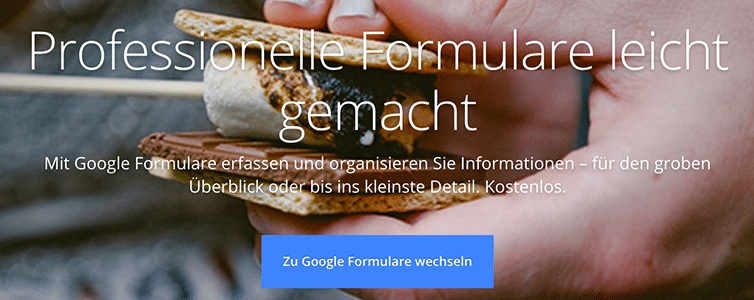 Professionelle Formulare leicht
gemacht
Mit Google Formulare erfassen und organisieren Sie Informationen – für den groben
Überblick oder bis ins kleinste Detail. Kostenlos.
Zu Google Formulare wechseln